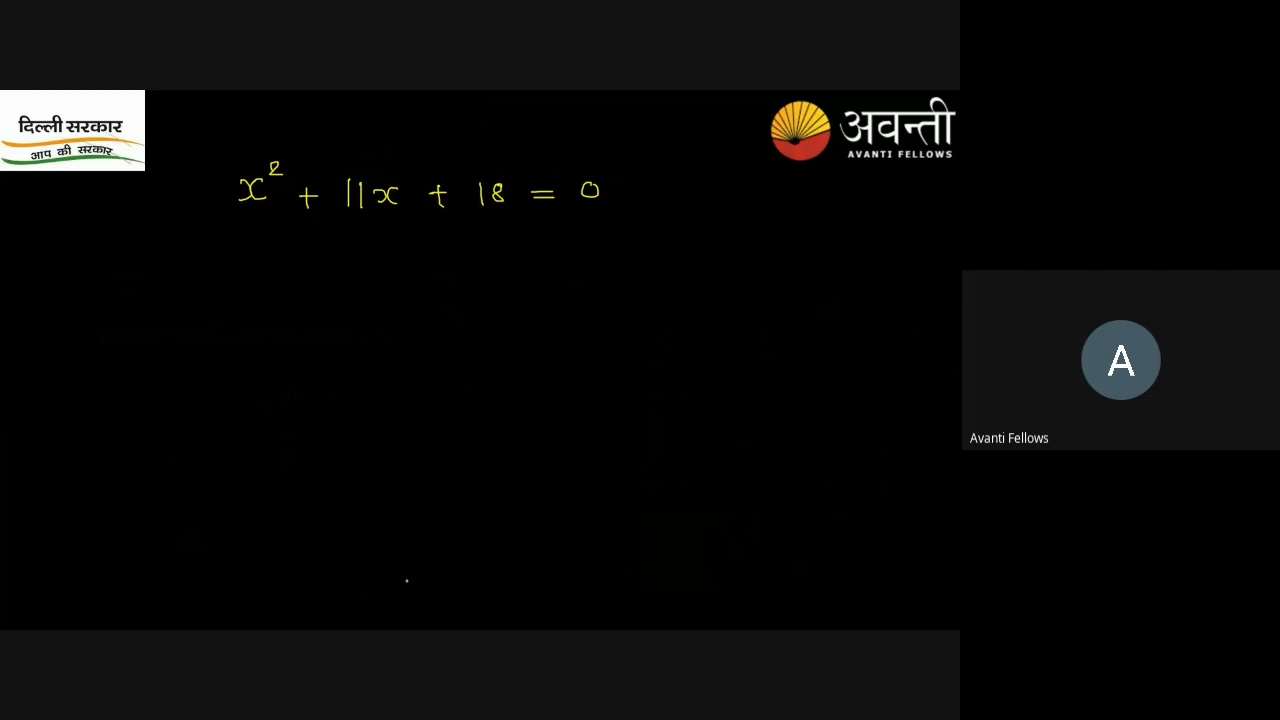 दिल्ली सरकार
आप की सरकार
अवन्ती
AVANTI FELLOWS
x² + 11x + 18 = 0
A
Avanti Fellows